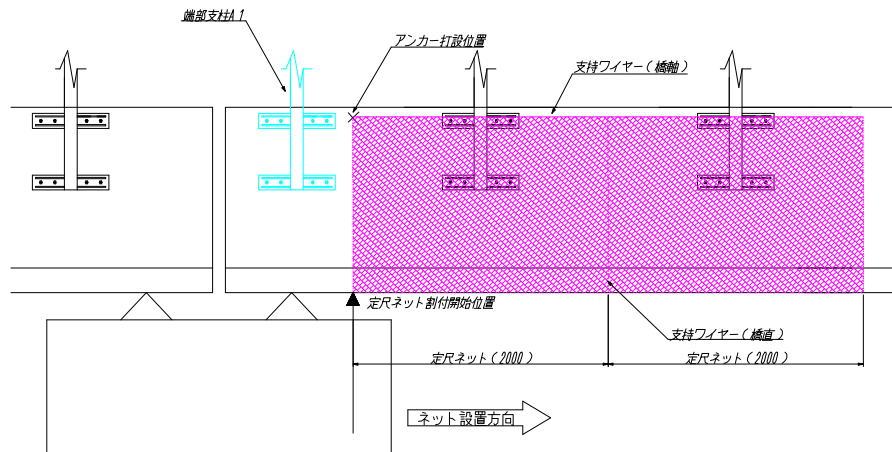 端部支柱A1
アンカー打設位置
支持ワイヤー(橋軸)
定尺ネット割付開始位置
支持ワイヤー(橋直)
定尺ネット(2000)
定尺ネット(2000)
ネット設置方向